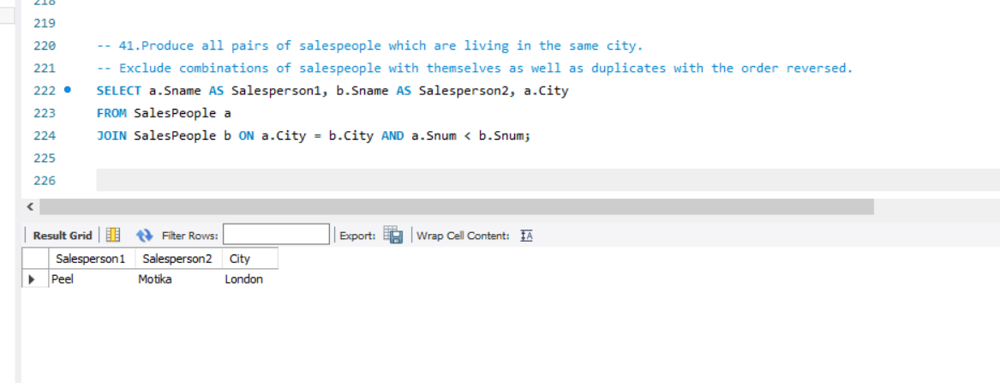 218
219
220 -- 41.Produce all pairs of salespeople which are living in the same city.
221 -- Exclude combinations of salespeople with themselves as well as duplicates with the order reversed.
222 SELECT a.Sname AS Salesperson1, b.Sname AS Salesperson2, a.City
223 FROM SalesPeople a
224 JOIN SalesPeople b ON a.City = b.City AND a.Snum < b.Snum;
225
226
Result Grid Filter Rows: Export: Wrap Cell Content: IA
Salesperson1 Salesperson2 City
Peel Motika London